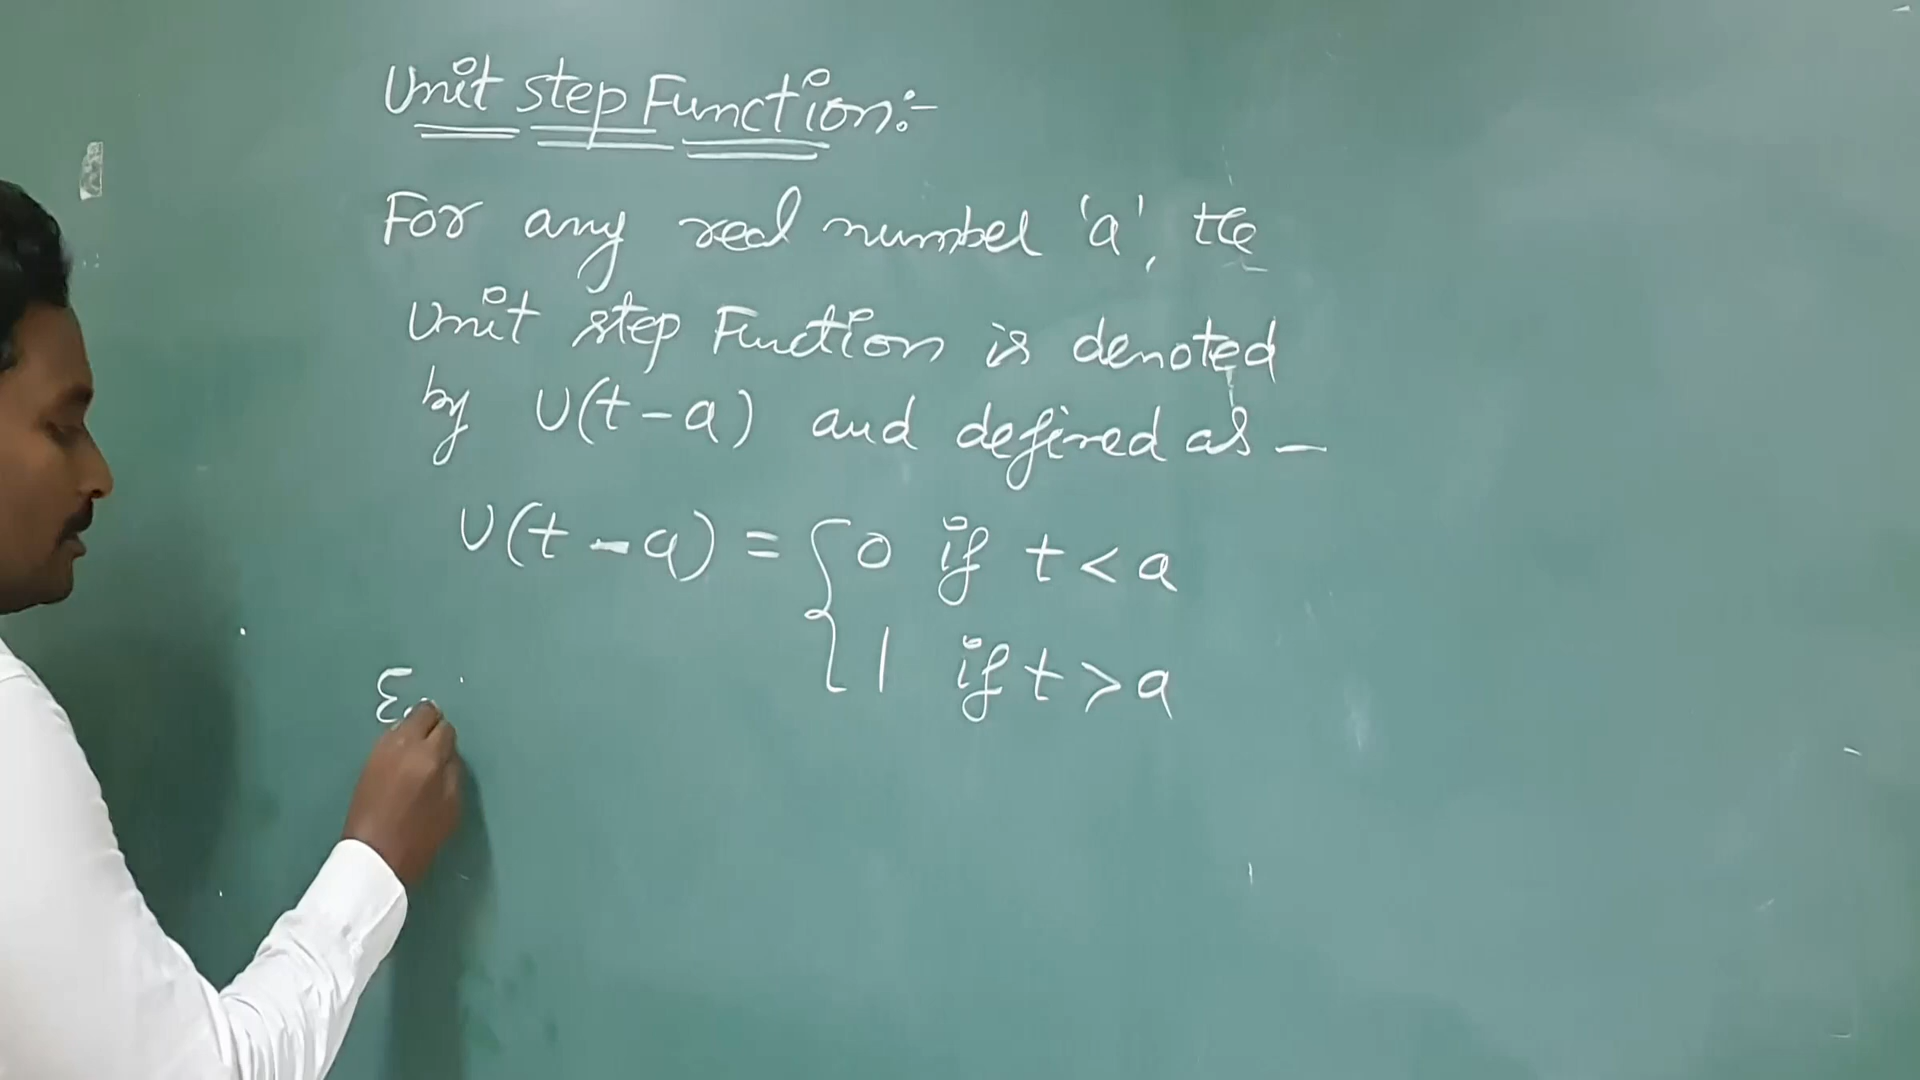 Unit step Function:-
For any real number 'a', the
Unit step Function is denoted
by U(t-a) and defined as -
U(t-a) = { 0 if t < a
1 if t > a